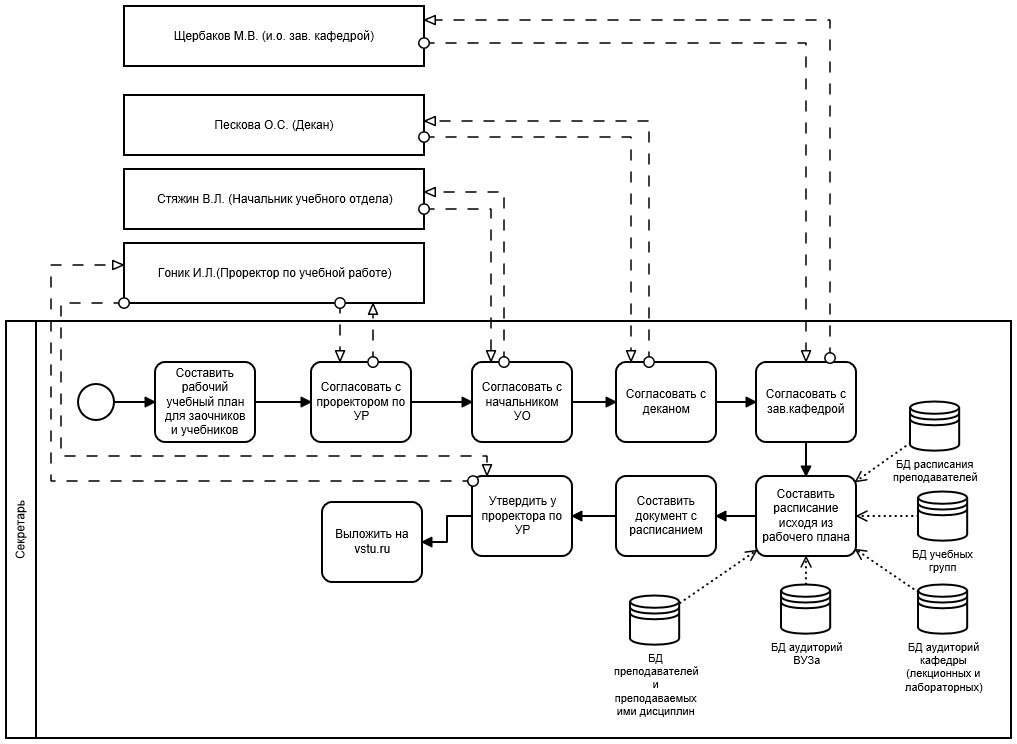 Щербаков М.В. (и.о. зав. кафедрой)
Пескова О.С. (Декан)
Стяжин В.Л. (Начальник учебного отдела)
Гоник И.Л.(Проректор по учебной работе)
Секретарь
Составить
рабочий
учебный план
для заочников
и учебников
Согласовать с
проректором по
УР
Согласовать с
начальником
УО
Согласовать с
деканом
Согласовать с
зав.кафедрой
БД расписания
преподавателей
Выложить на
vstu.ru
Утвердить у
проректора по
УР
Составить
документ с
расписанием
Составить
расписание
исходя из
рабочего плана
БД учебных
групп
БД
преподавателей
и
преподаваемых
ими дисциплин
БД аудиторий
ВУЗа
БД аудиторий
кафедры
(лекционных и
лабораторных)